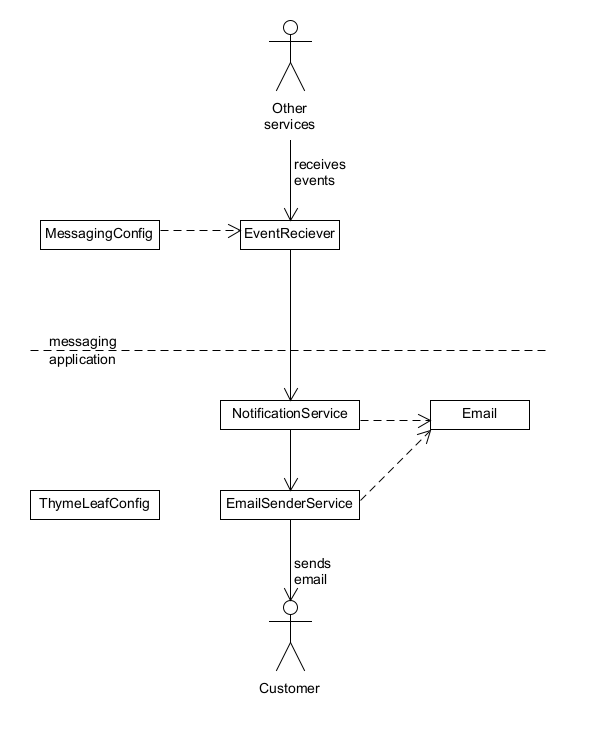 Other
services
receives
events
MessagingConfig
EventReciever
messaging
application
NotificationService
Email
ThymeLeafConfig
EmailSenderService
sends
email
Customer